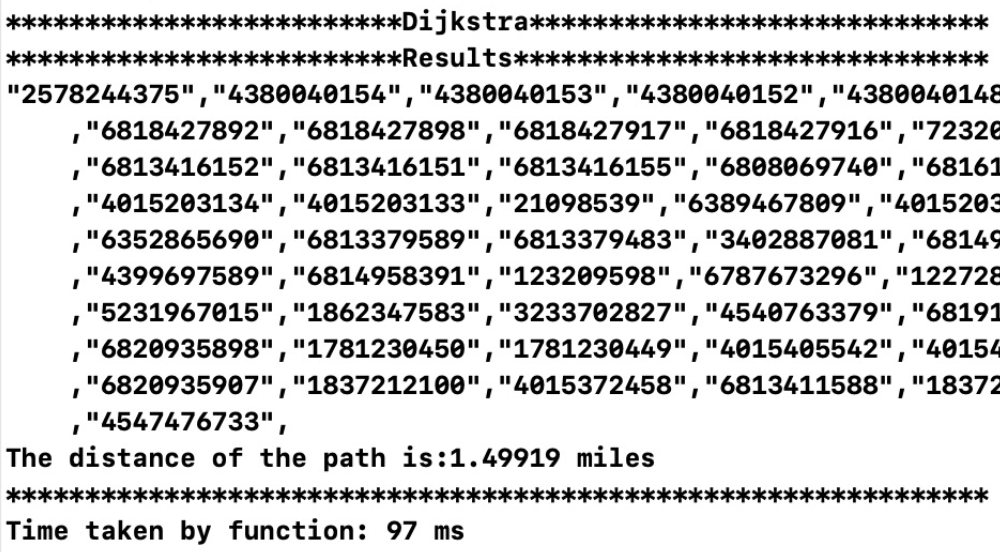 *************************Dijkstra*****************************
*************************Results******************************
"2578244375","4380040154","4380040153","4380040152","4380040148
,"6818427892","6818427898","6818427917","6818427916","72320
,"6813416152","6813416151","6813416155","6808069740","68161
,"4015203134","4015203133","21098539","6389467809","4015203
,"6352865690","6813379589","6813379483","3402887081","68149
,"4399697589","6814958391","123209598","6787673296","122728
,"5231967015","1862347583","3233702827","4540763379","68191
,"6820935898","1781230450","1781230449","4015405542","40154
,"6820935907","1837212100","4015372458","6813411588","18372
,"4547476733",
The distance of the path is:1.49919 miles
**************************************************************
Time taken by function: 97 ms